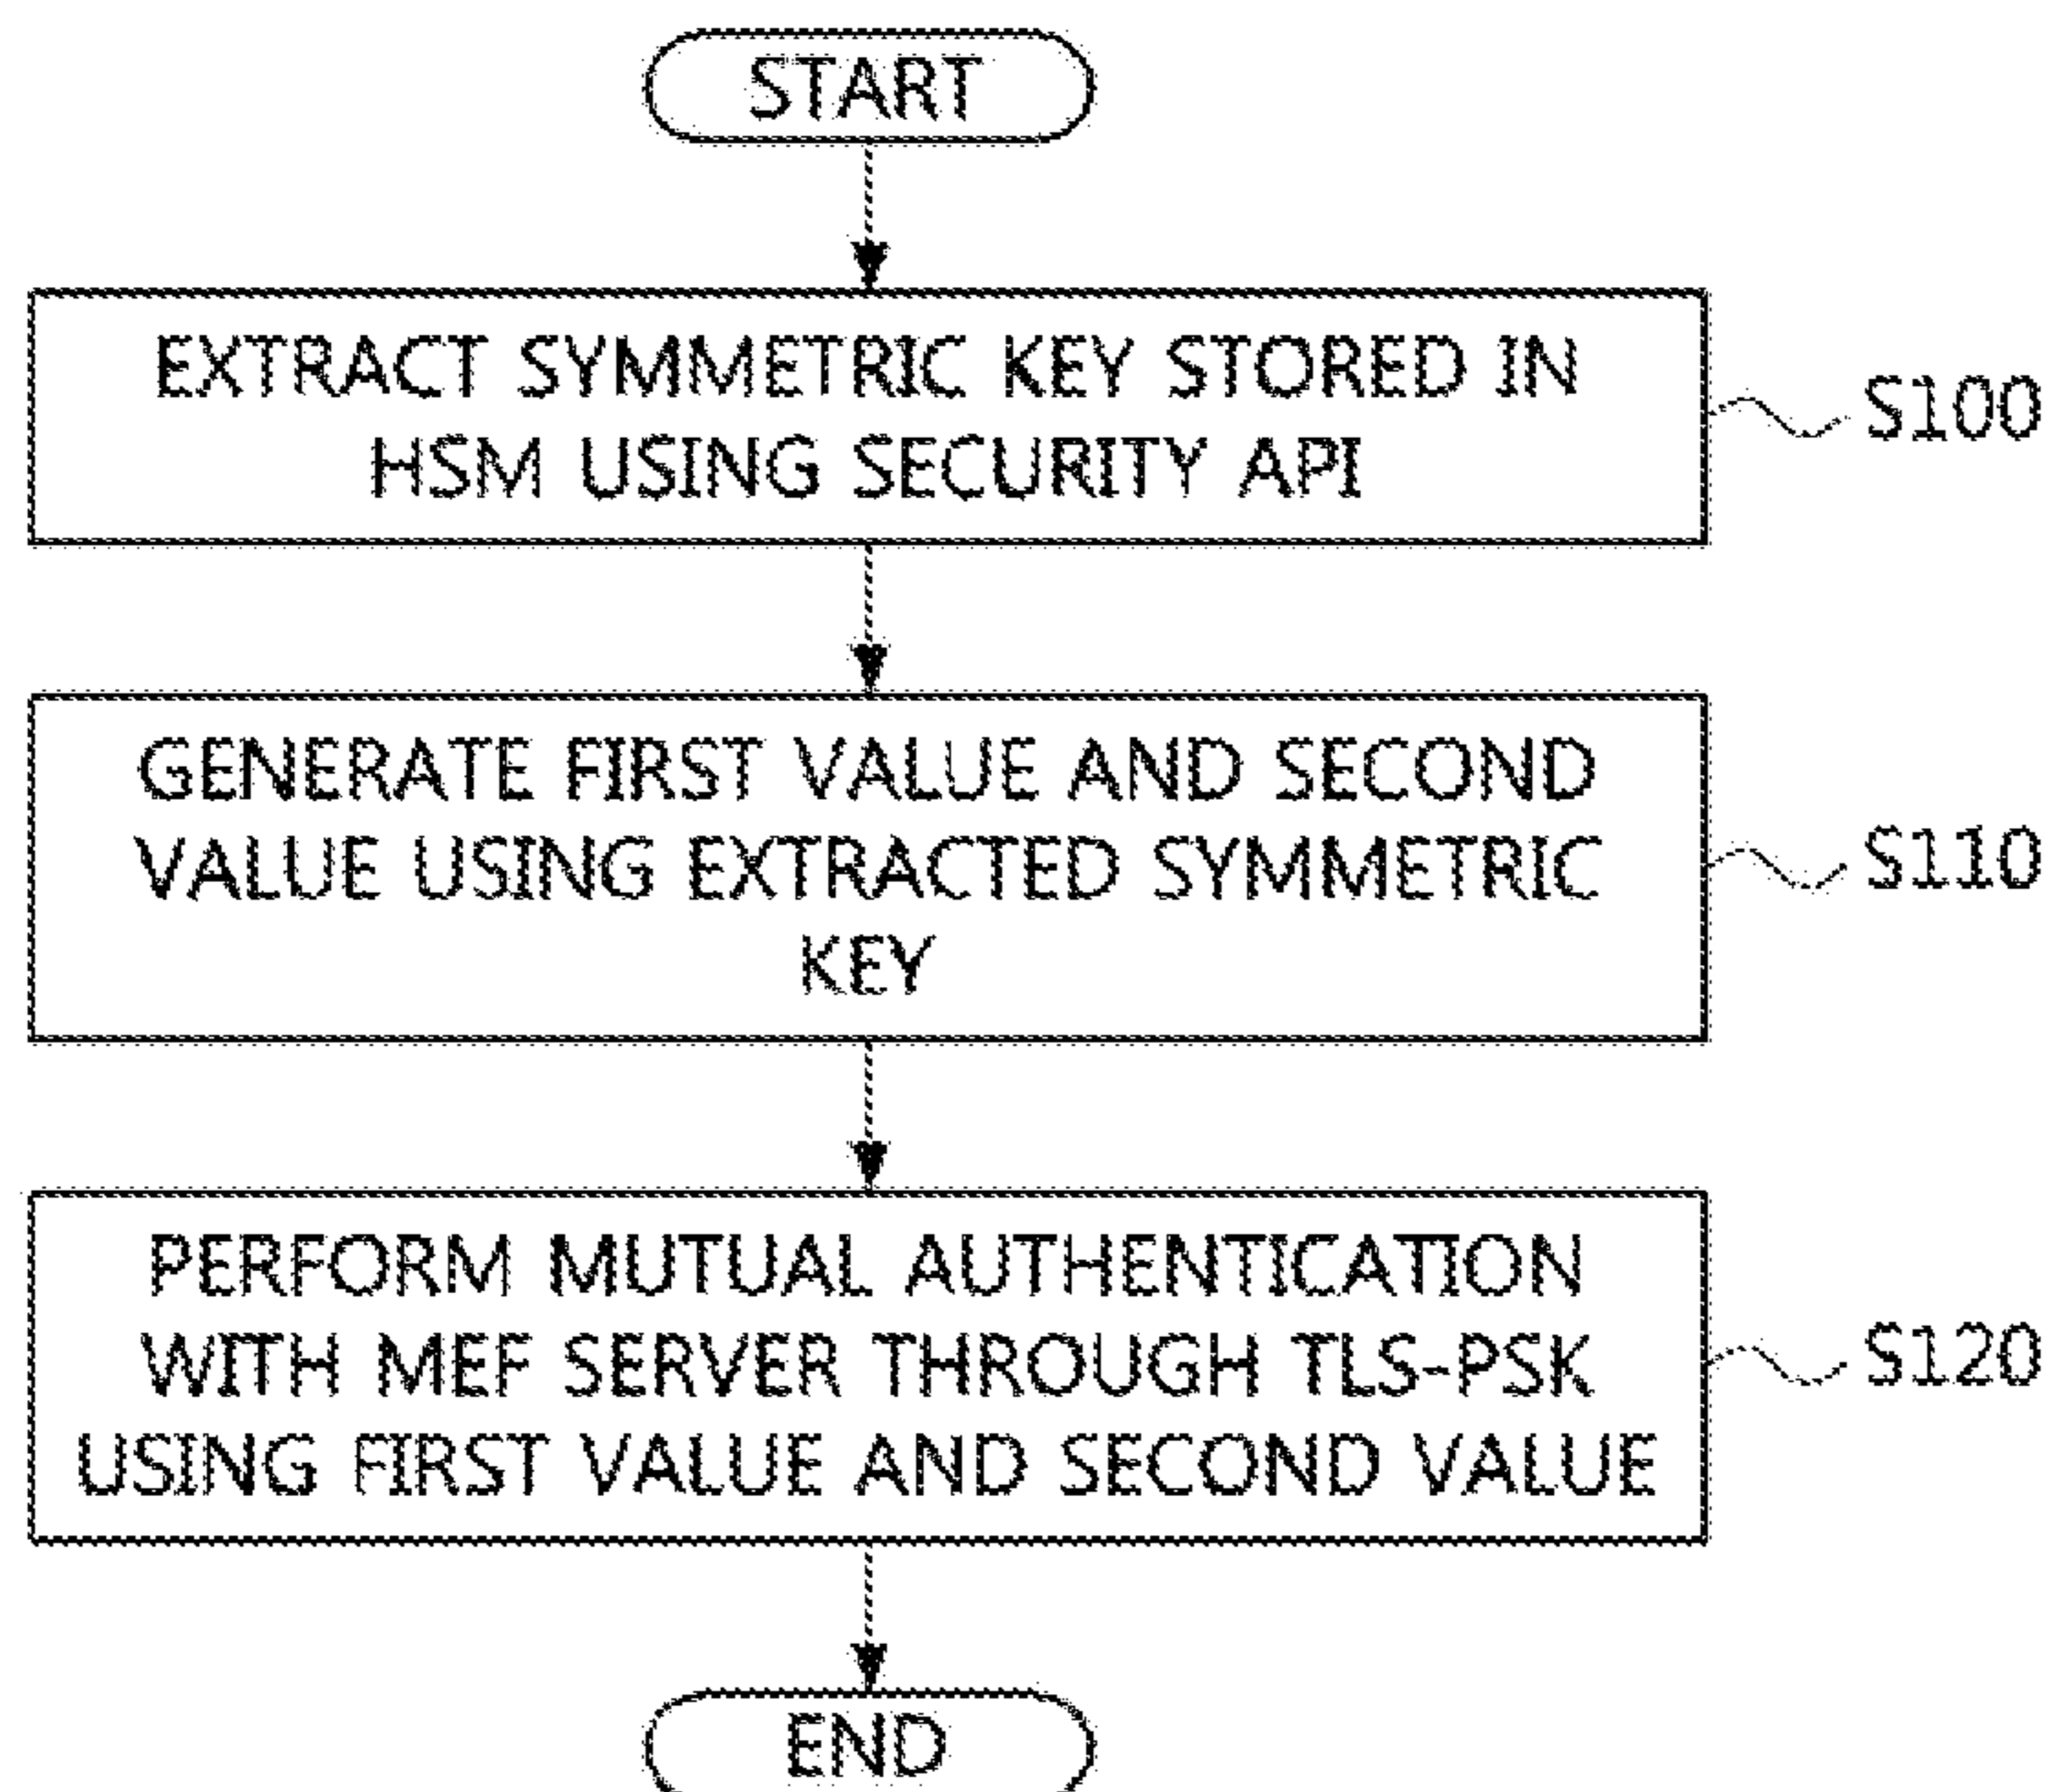 START
EXTRACT SYMMETRIC KEY STORED IN
HSM USING SECURITY API
S100
GENERATE FIRST VALUE AND SECOND
VALUE USING EXTRACTED SYMMETRIC
KEY
S110
PERFORM MUTUAL AUTHENTICATION
WITH MEF SERVER THROUGH TLS-PSK
USING FIRST VALUE AND SECOND VALUE
S120
END